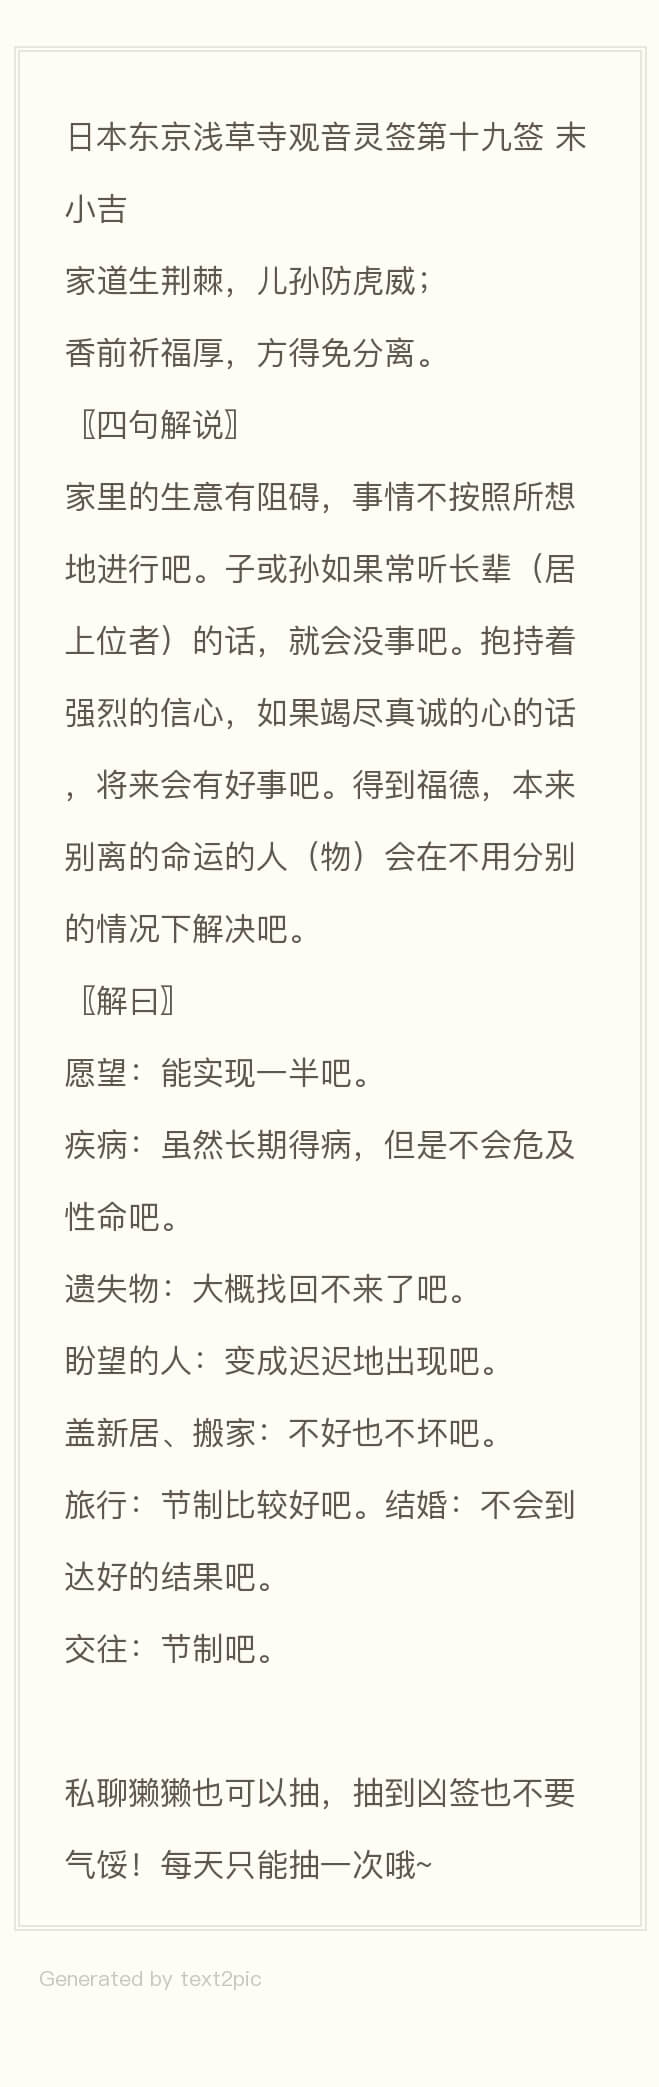 日本东京浅草寺观音灵签第十九签 末
小吉
家道生荆棘，儿孙防虎威；
香前祈福厚，方得免分离。
〖四句解说〗
家里的生意有阻碍，事情不按照所想
地进行吧。子或孙如果常听长辈（居
上位者）的话，就会没事吧。抱持着
强烈的信心，如果竭尽真诚的心的话
，将来会有好事吧。得到福德，本来
别离的命运的人（物）会在不用分别
的情况下解决吧。
〖解曰〗
愿望：能实现一半吧。
疾病：虽然长期得病，但是不会危及
性命吧。
遗失物：大概找回不来了吧。
盼望的人：变成迟迟地出现吧。
盖新居、搬家：不好也不坏吧。
旅行：节制比较好吧。结婚：不会到
达好的结果吧。
交往：节制吧。
私聊獭獭也可以抽，抽到凶签也不要
气馁！每天只能抽一次哦~
Generated by text2pic